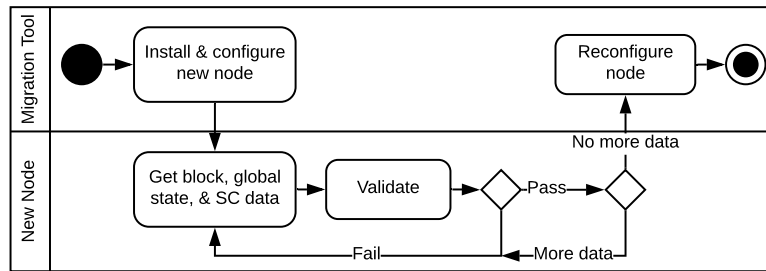 Migration Tool
Install & configure
new node
Reconfigure
node
No more data
New Node
Get block, global
state, & SC data
Validate
Pass
Fail
More data